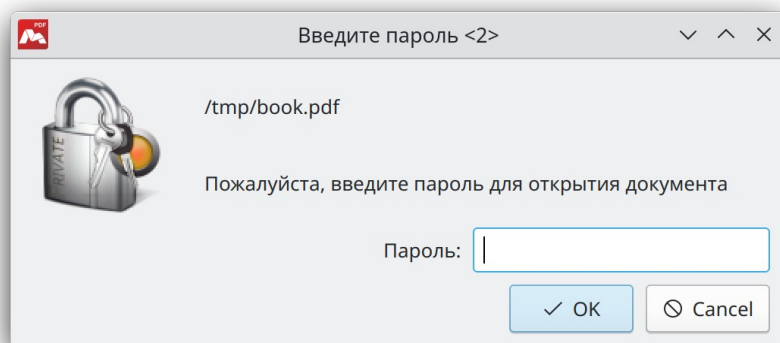 PDF
Введите пароль <2>
/tmp/book.pdf
PRIVATE
Пожалуйста, введите пароль для открытия документа
Пароль:
OK
Cancel